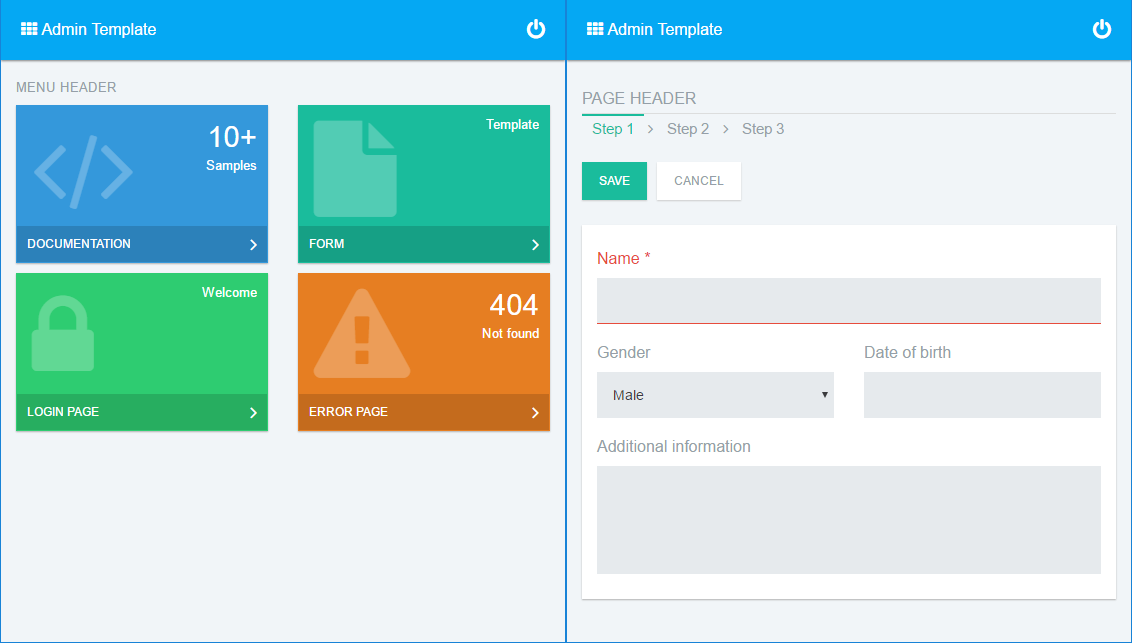 Admin Template
MENU HEADER
10+
Samples
DOCUMENTATION
Template
FORM
Welcome
LOGIN PAGE
404
Not found
ERROR PAGE
Admin Template
PAGE HEADER
Step 1 > Step 2 > Step 3
SAVE CANCEL
Name *
Gender Date of birth
Male
Additional information